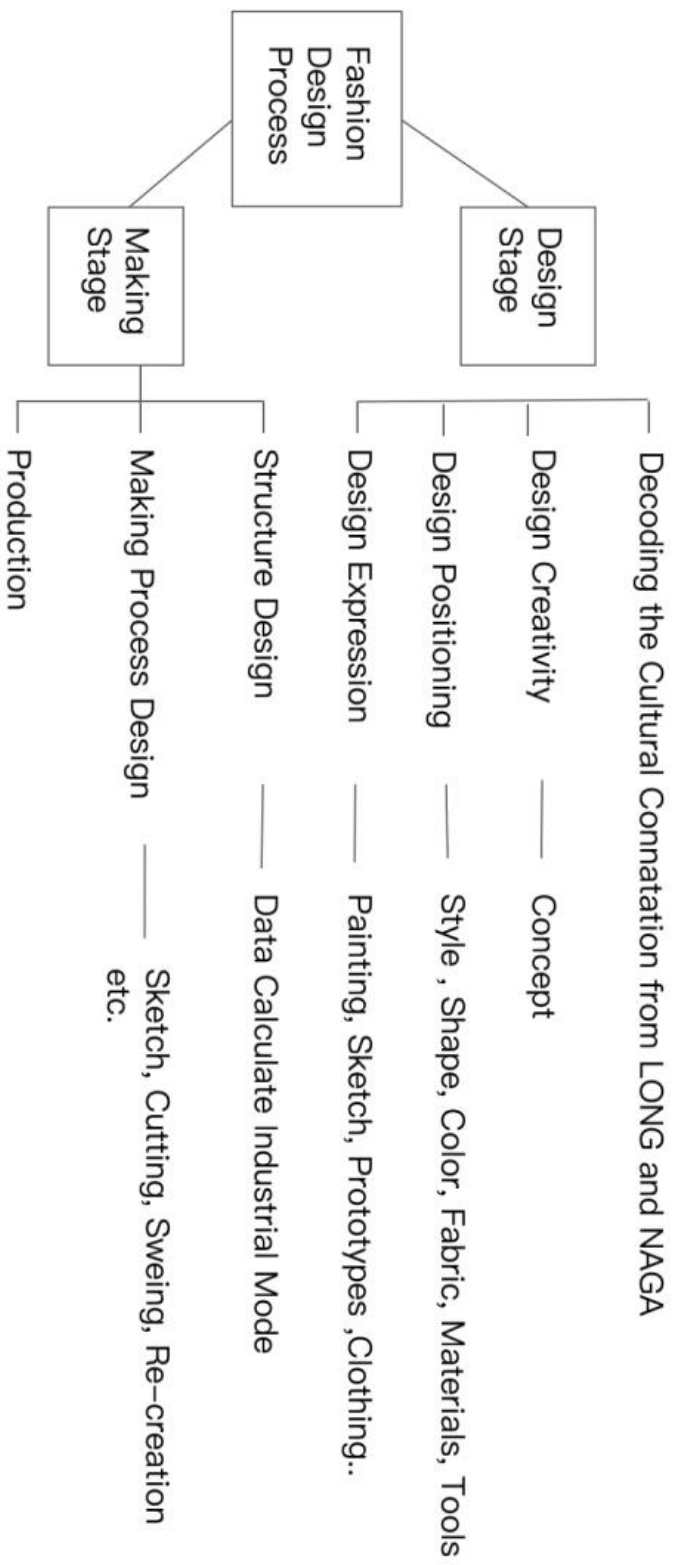 Fashion
Design
Process
Design
Stage
Decoding the Cultural Connatation from LONG and NAGA
Design Creativity
Concept
Design Positioning
Style , Shape, Color, Fabric, Materials, Tools
Design Expression
Painting, Sketch, Prototypes ,Clothing..
Making
Stage
Structure Design
Data Calculate Industrial Mode
Making Process Design
Sketch, Cutting, Sweing, Re-creation
etc.
Production